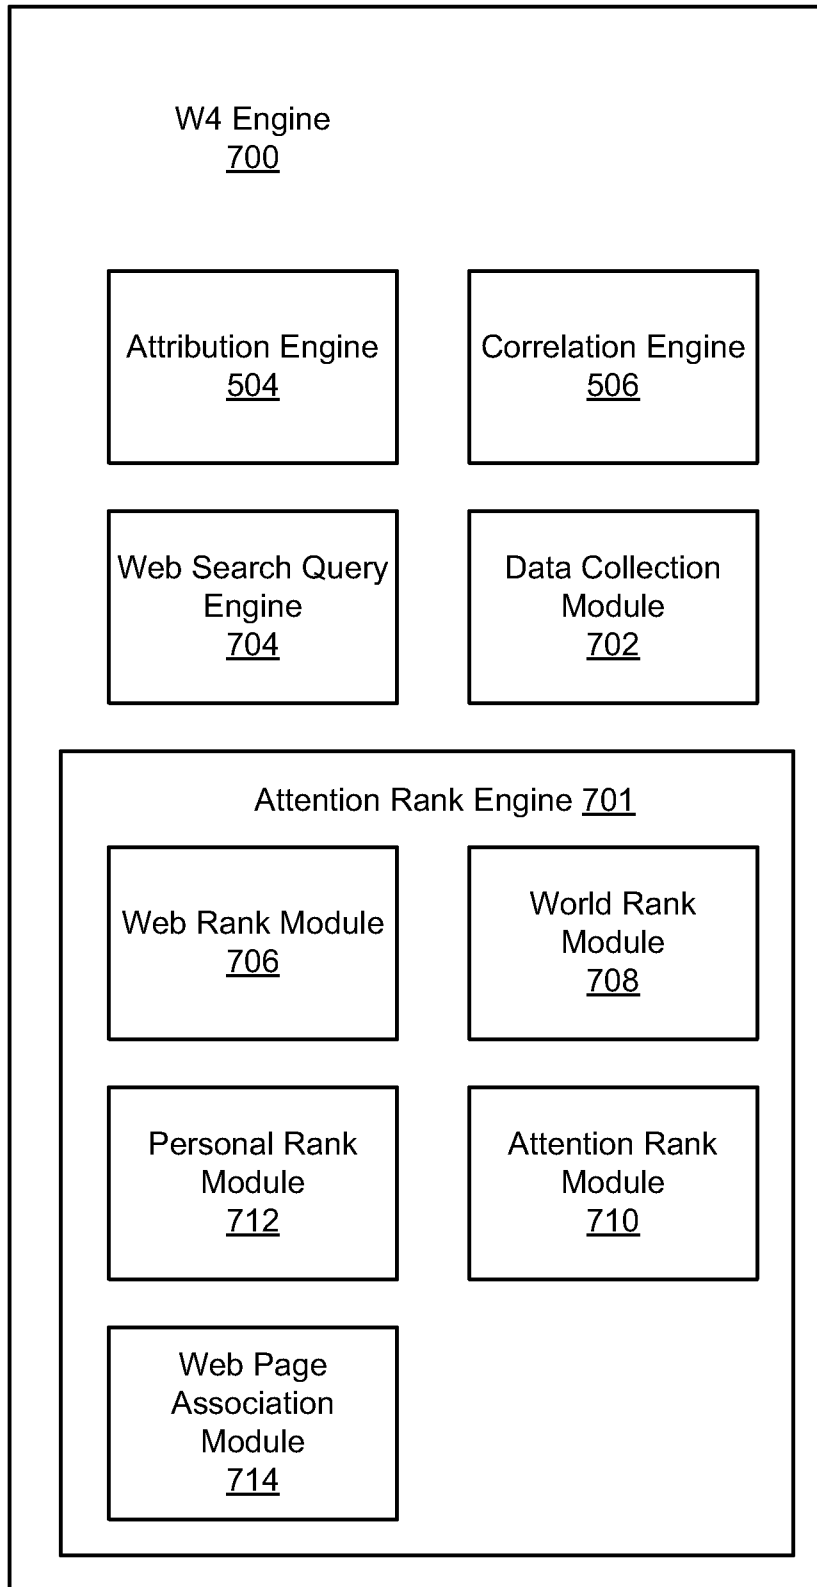 W4 Engine
700
Attribution Engine
504
Correlation Engine
506
Web Search Query
Engine
704
Data Collection
Module
702
Attention Rank Engine 701
Web Rank Module
706
World Rank
Module
708
Personal Rank
Module
712
Attention Rank
Module
710
Web Page
Association
Module
714